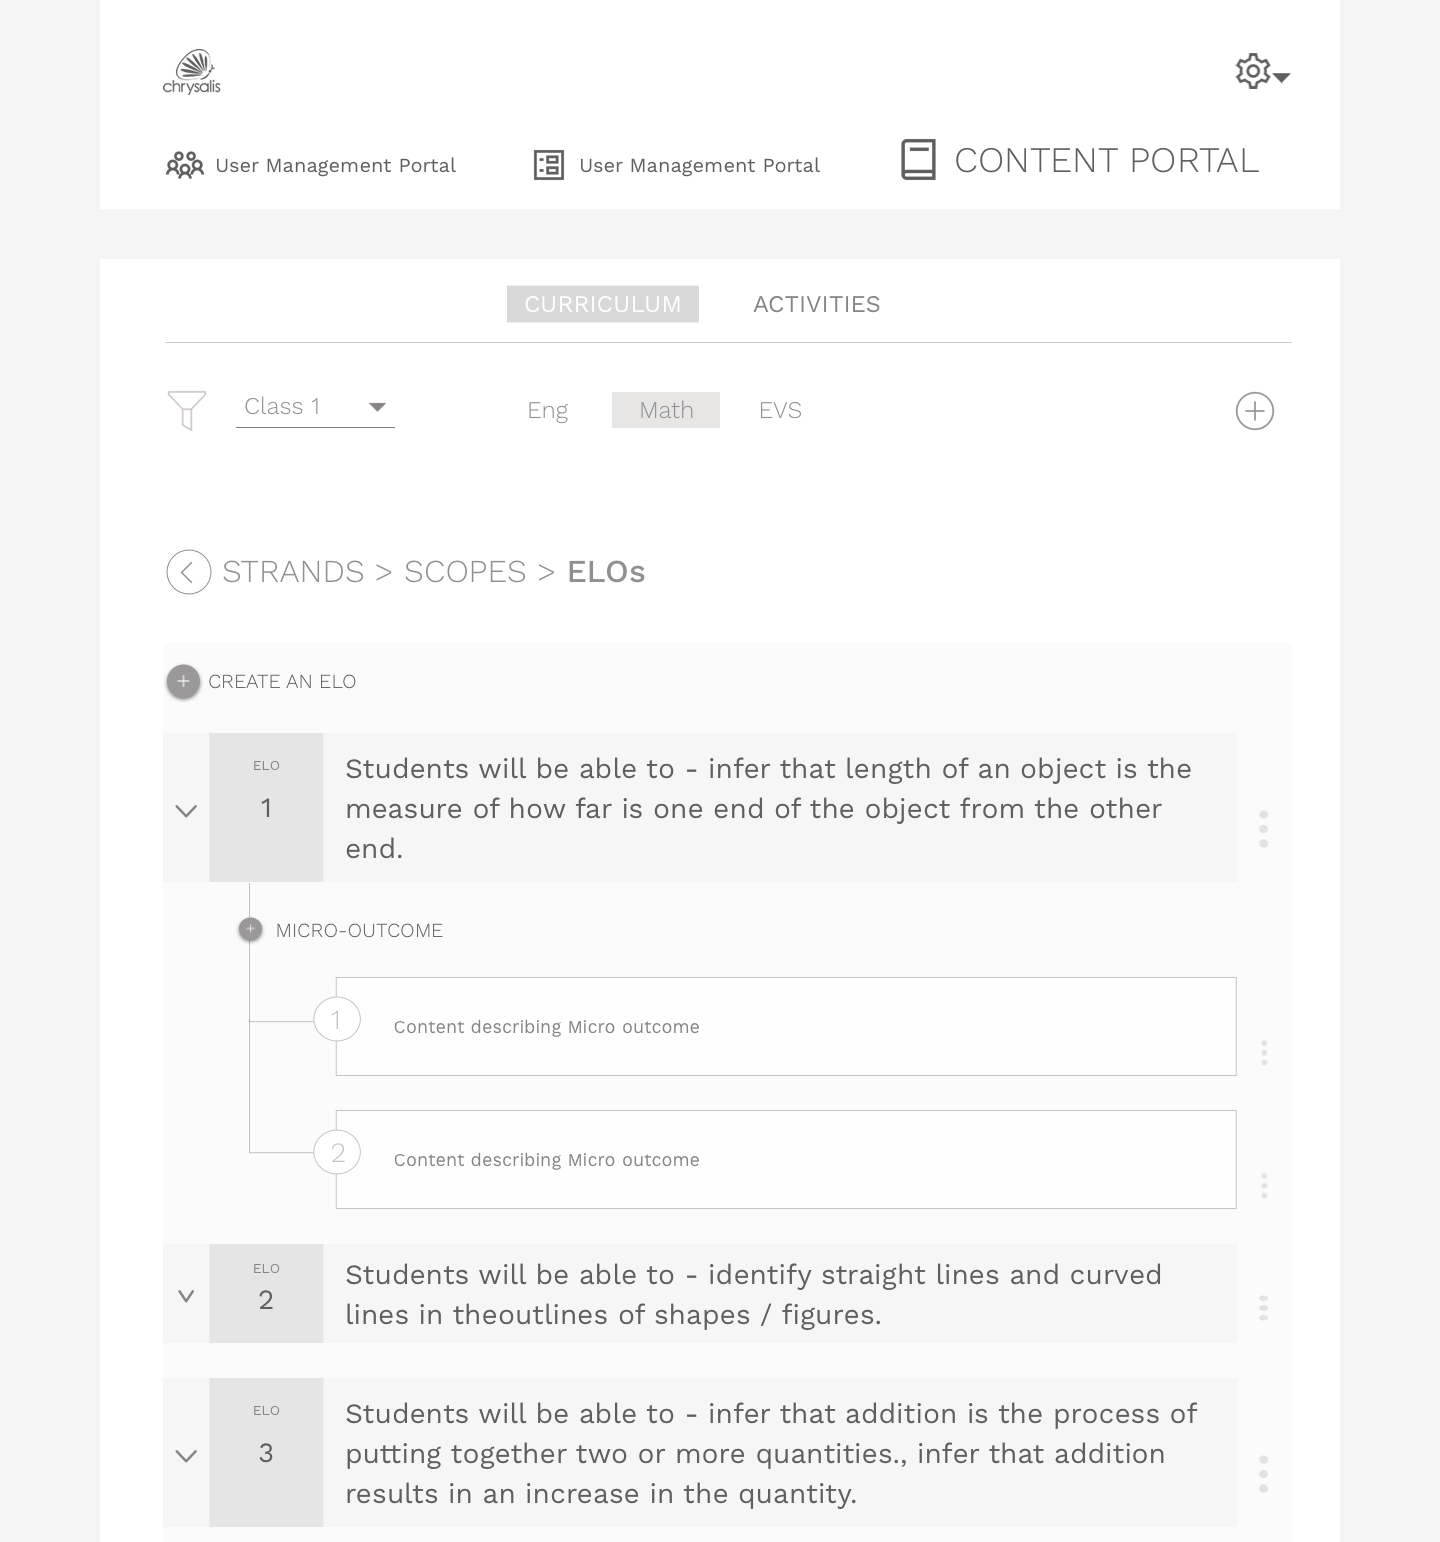 chrysalis
User Management Portal
User Management Portal
CONTENT PORTAL
CURRICULUM
ACTIVITIES
Class 1
Eng
Math
EVS
STRANDS > SCOPES > ELOs
CREATE AN ELO
ELO
1
Students will be able to - infer that length of an object is the
measure of how far is one end of the object from the other
end.
MICRO-OUTCOME
1
Content describing Micro outcome
2
Content describing Micro outcome
ELO
2
Students will be able to - identify straight lines and curved
lines in theoutlines of shapes / figures.
ELO
3
Students will be able to - infer that addition is the process of
putting together two or more quantities., infer that addition
results in an increase in the quantity.